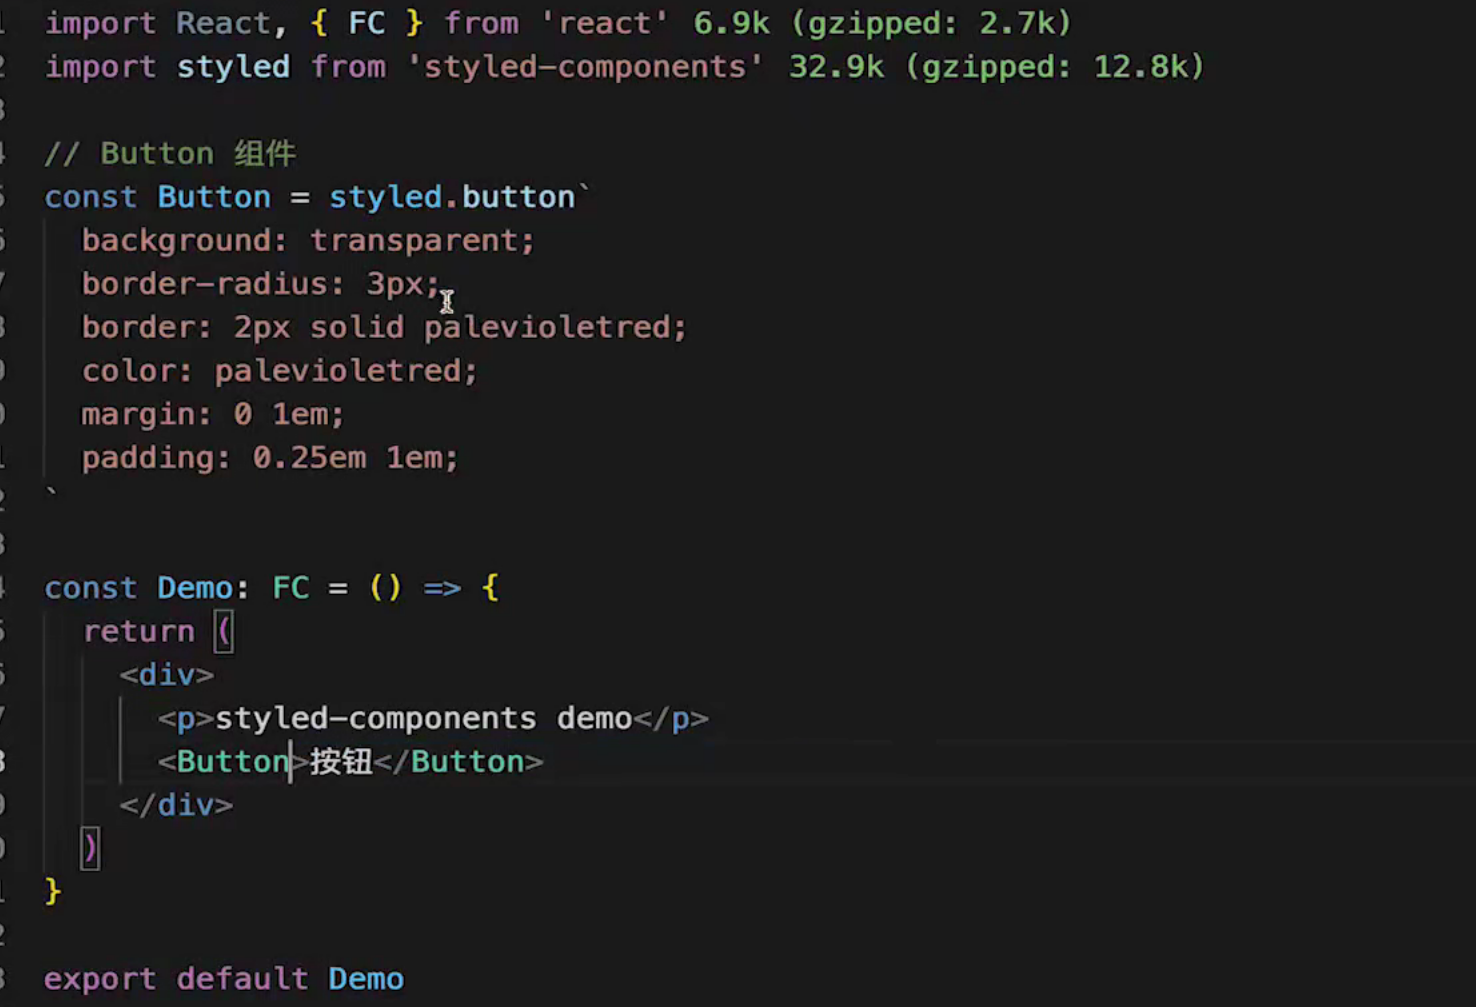 import React, { FC } from 'react' 6.9k (gzipped: 2.7k)
import styled from 'styled-components' 32.9k (gzipped: 12.8k)
// Button 组件
const Button = styled.button`
background: transparent;
border-radius: 3px;
border: 2px solid palevioletred;
color: palevioletred;
margin: 0 1em;
padding: 0.25em 1em;
`
const Demo: FC = () => {
return (
<div>
<p>styled-components demo</p>
<Button>按钮</Button>
</div>
)
}
export default Demo